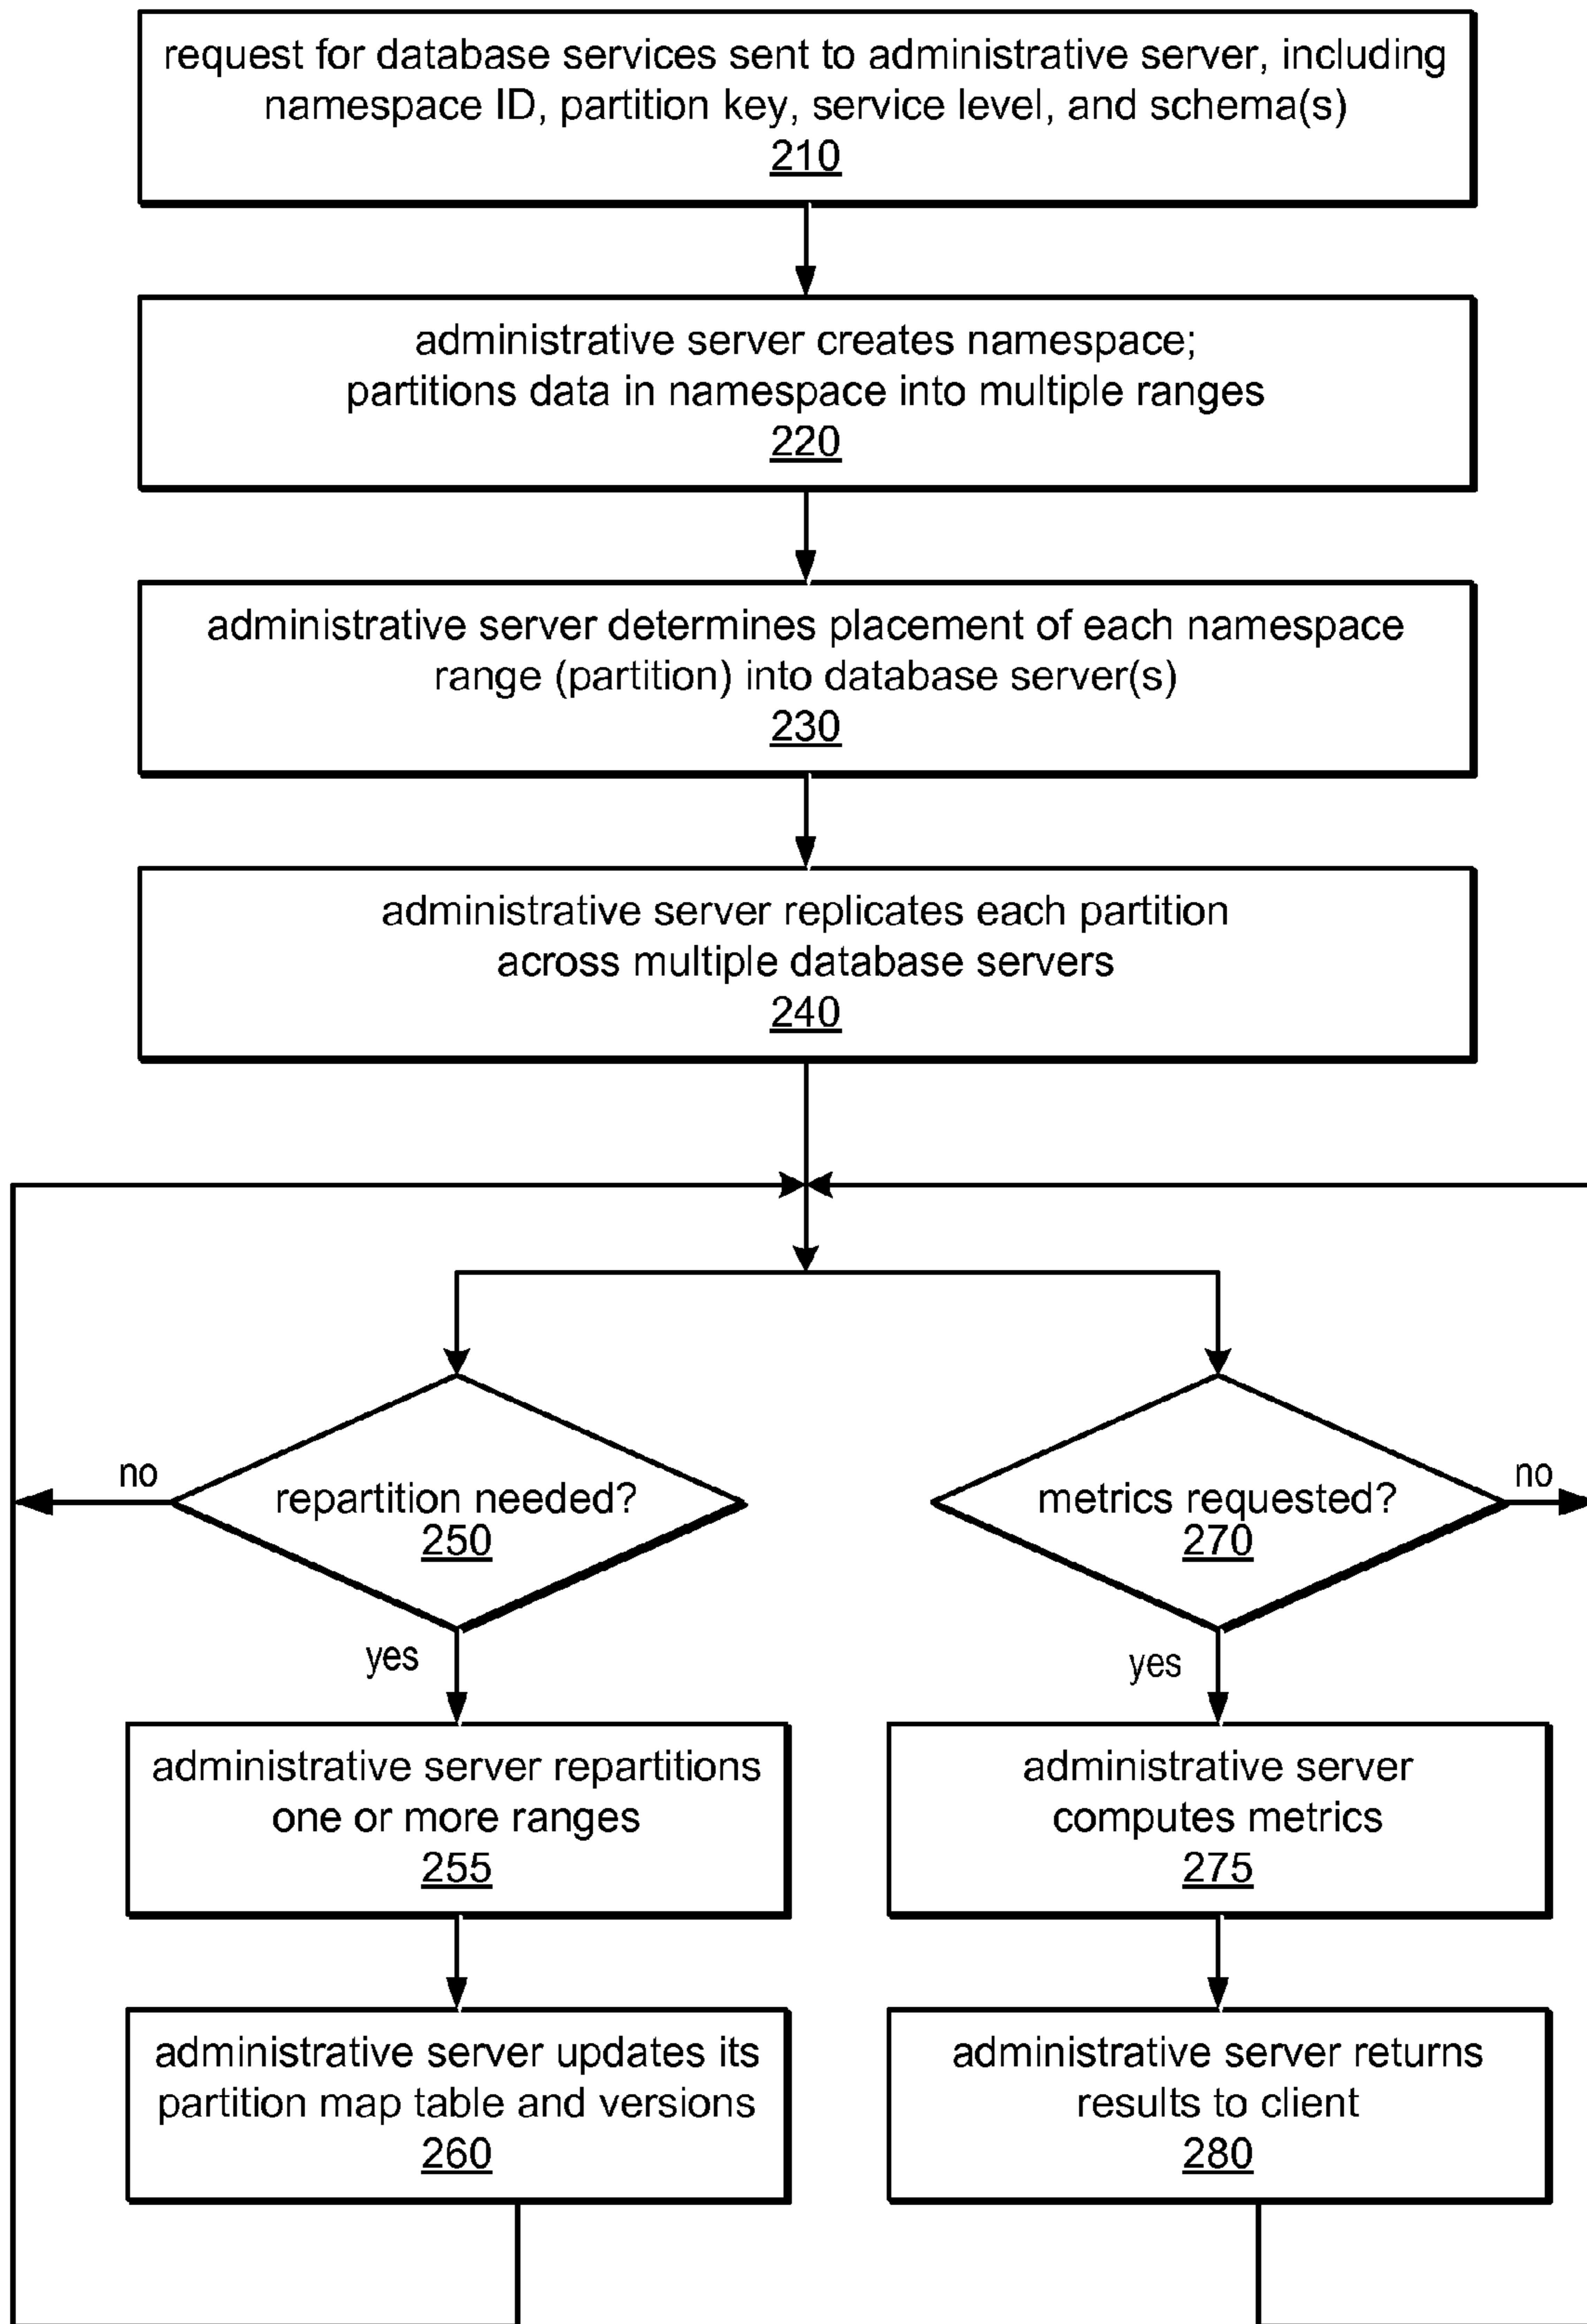 request for database services sent to administrative server, including
namespace ID, partition key, service level, and schema(s)
210
administrative server creates namespace;
partitions data in namespace into multiple ranges
220
administrative server determines placement of each namespace
range (partition) into database server(s)
230
administrative server replicates each partition
across multiple database servers
240
no
repartition needed?
250
yes
administrative server repartitions
one or more ranges
255
administrative server updates its
partition map table and versions
260
metrics requested?
270
no
yes
administrative server
computes metrics
275
administrative server returns
results to client
280